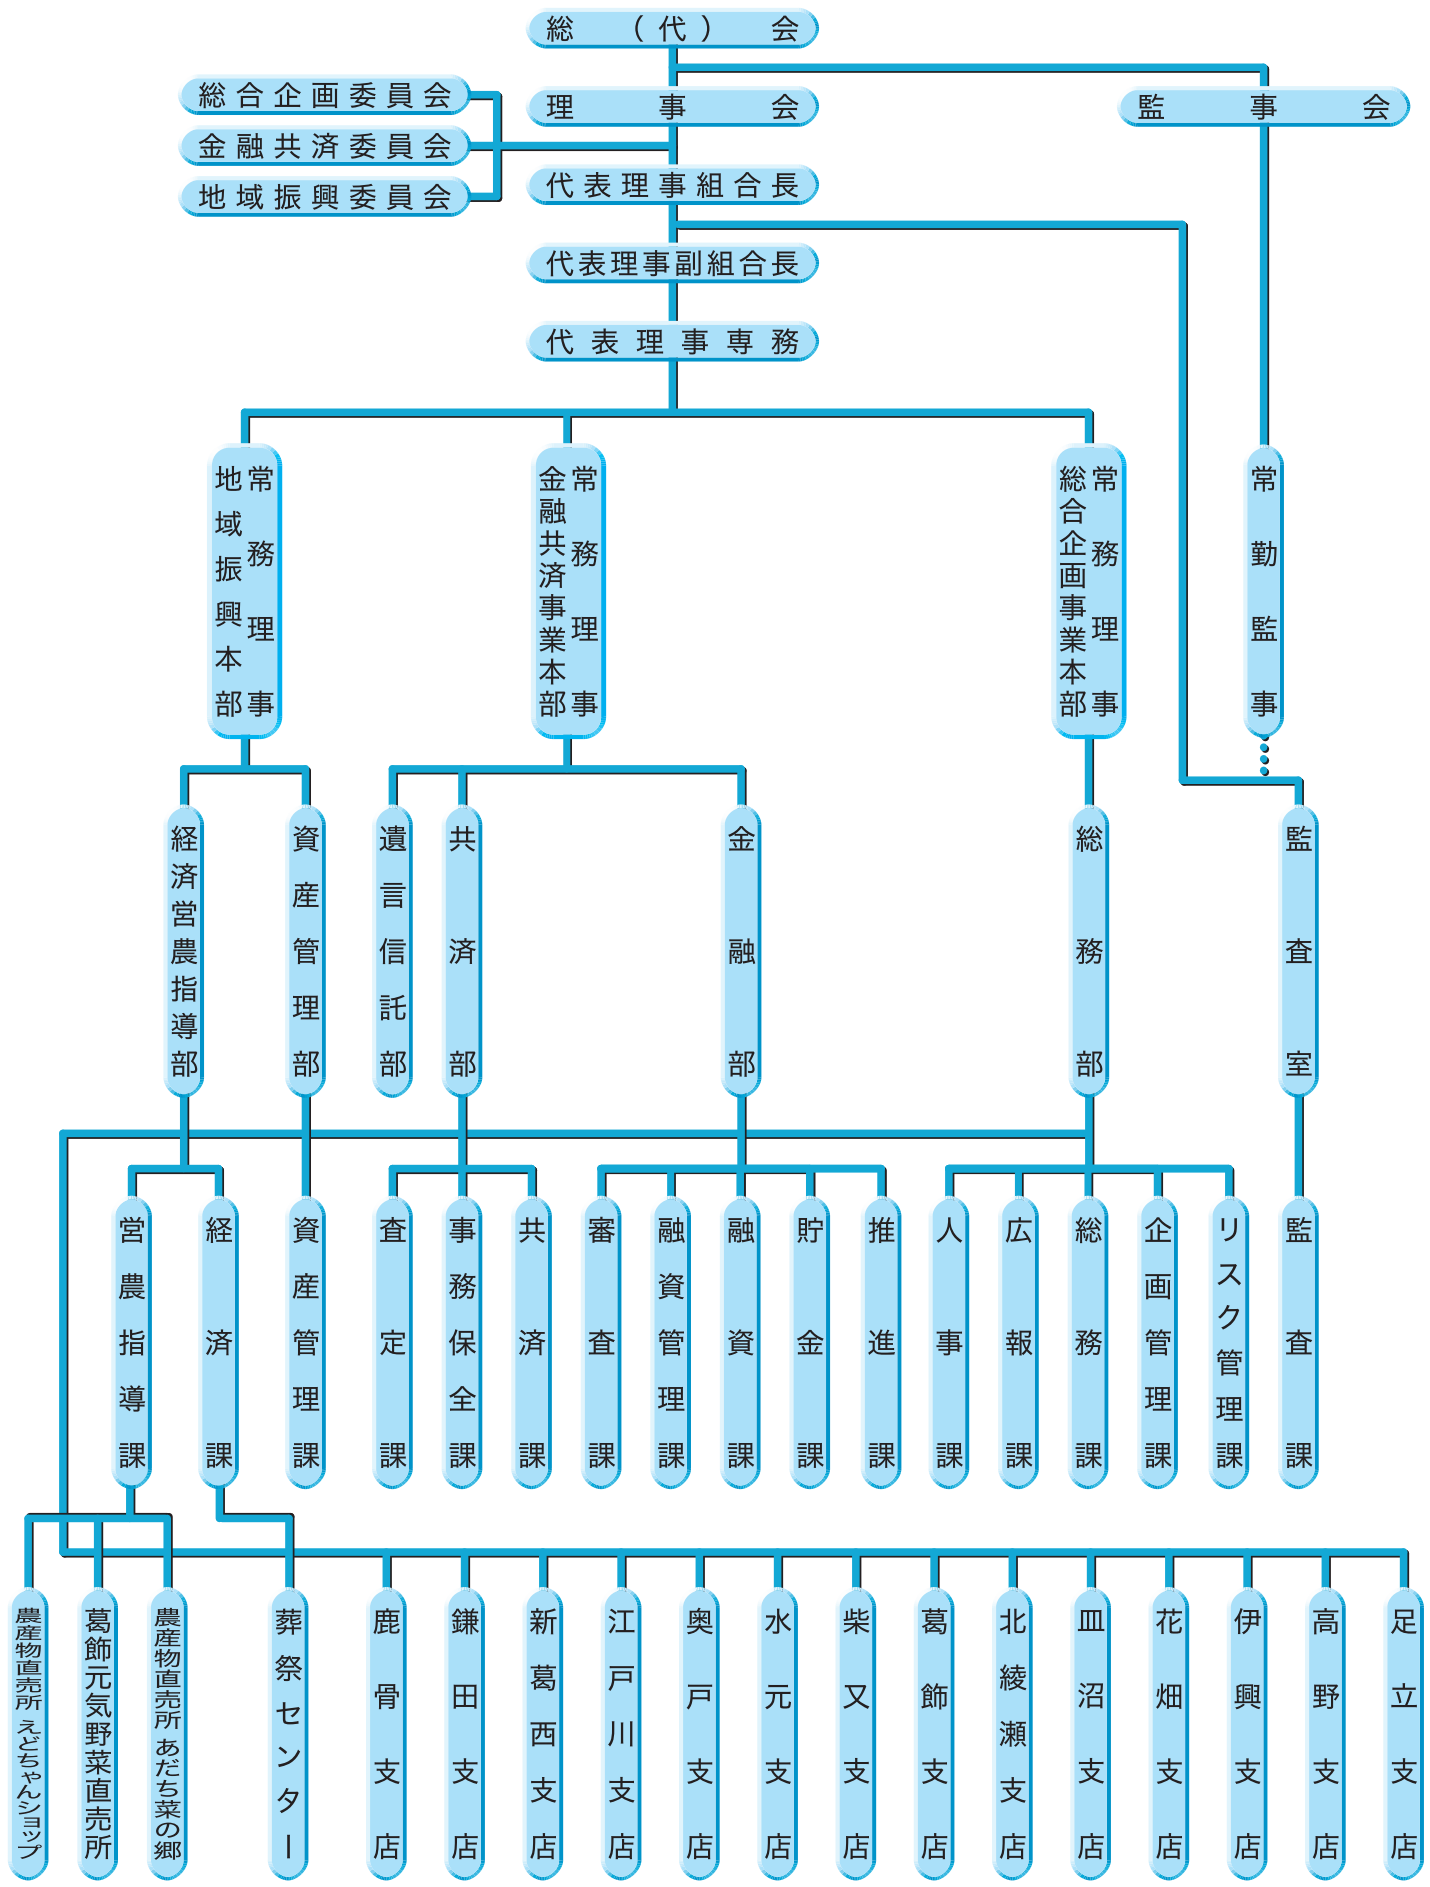 総（代）会
理事会
監事会
総合企画委員会
金融共済委員会
地域振興委員会
代表理事組合長
代表理事副組合長
代表理事専務
常務理事
地域振興本部
常務理事
金融共済事業本部
常務理事
総合企画事業本部
常勤監事
経済営農指導部
資産管理部
遺言信託部
共済部
金融部
総務部
監査室
営農指導課
経済課
資産管理課
査定課
事務保全課
共済課
審査課
融資管理課
融資課
貯金課
推進課
人事課
広報課
総務課
企画管理課
リスク管理課
監査課
農産物直売所 えどちゃんショップ
葛飾元気野菜直売所
農産物直売所 あだち菜の郷
葬祭センター
鹿骨支店
鎌田支店
新葛西支店
江戸川支店
奥戸支店
水元支店
柴又支店
葛飾支店
北綾瀬支店
皿沼支店
花畑支店
伊興支店
高野支店
足立支店